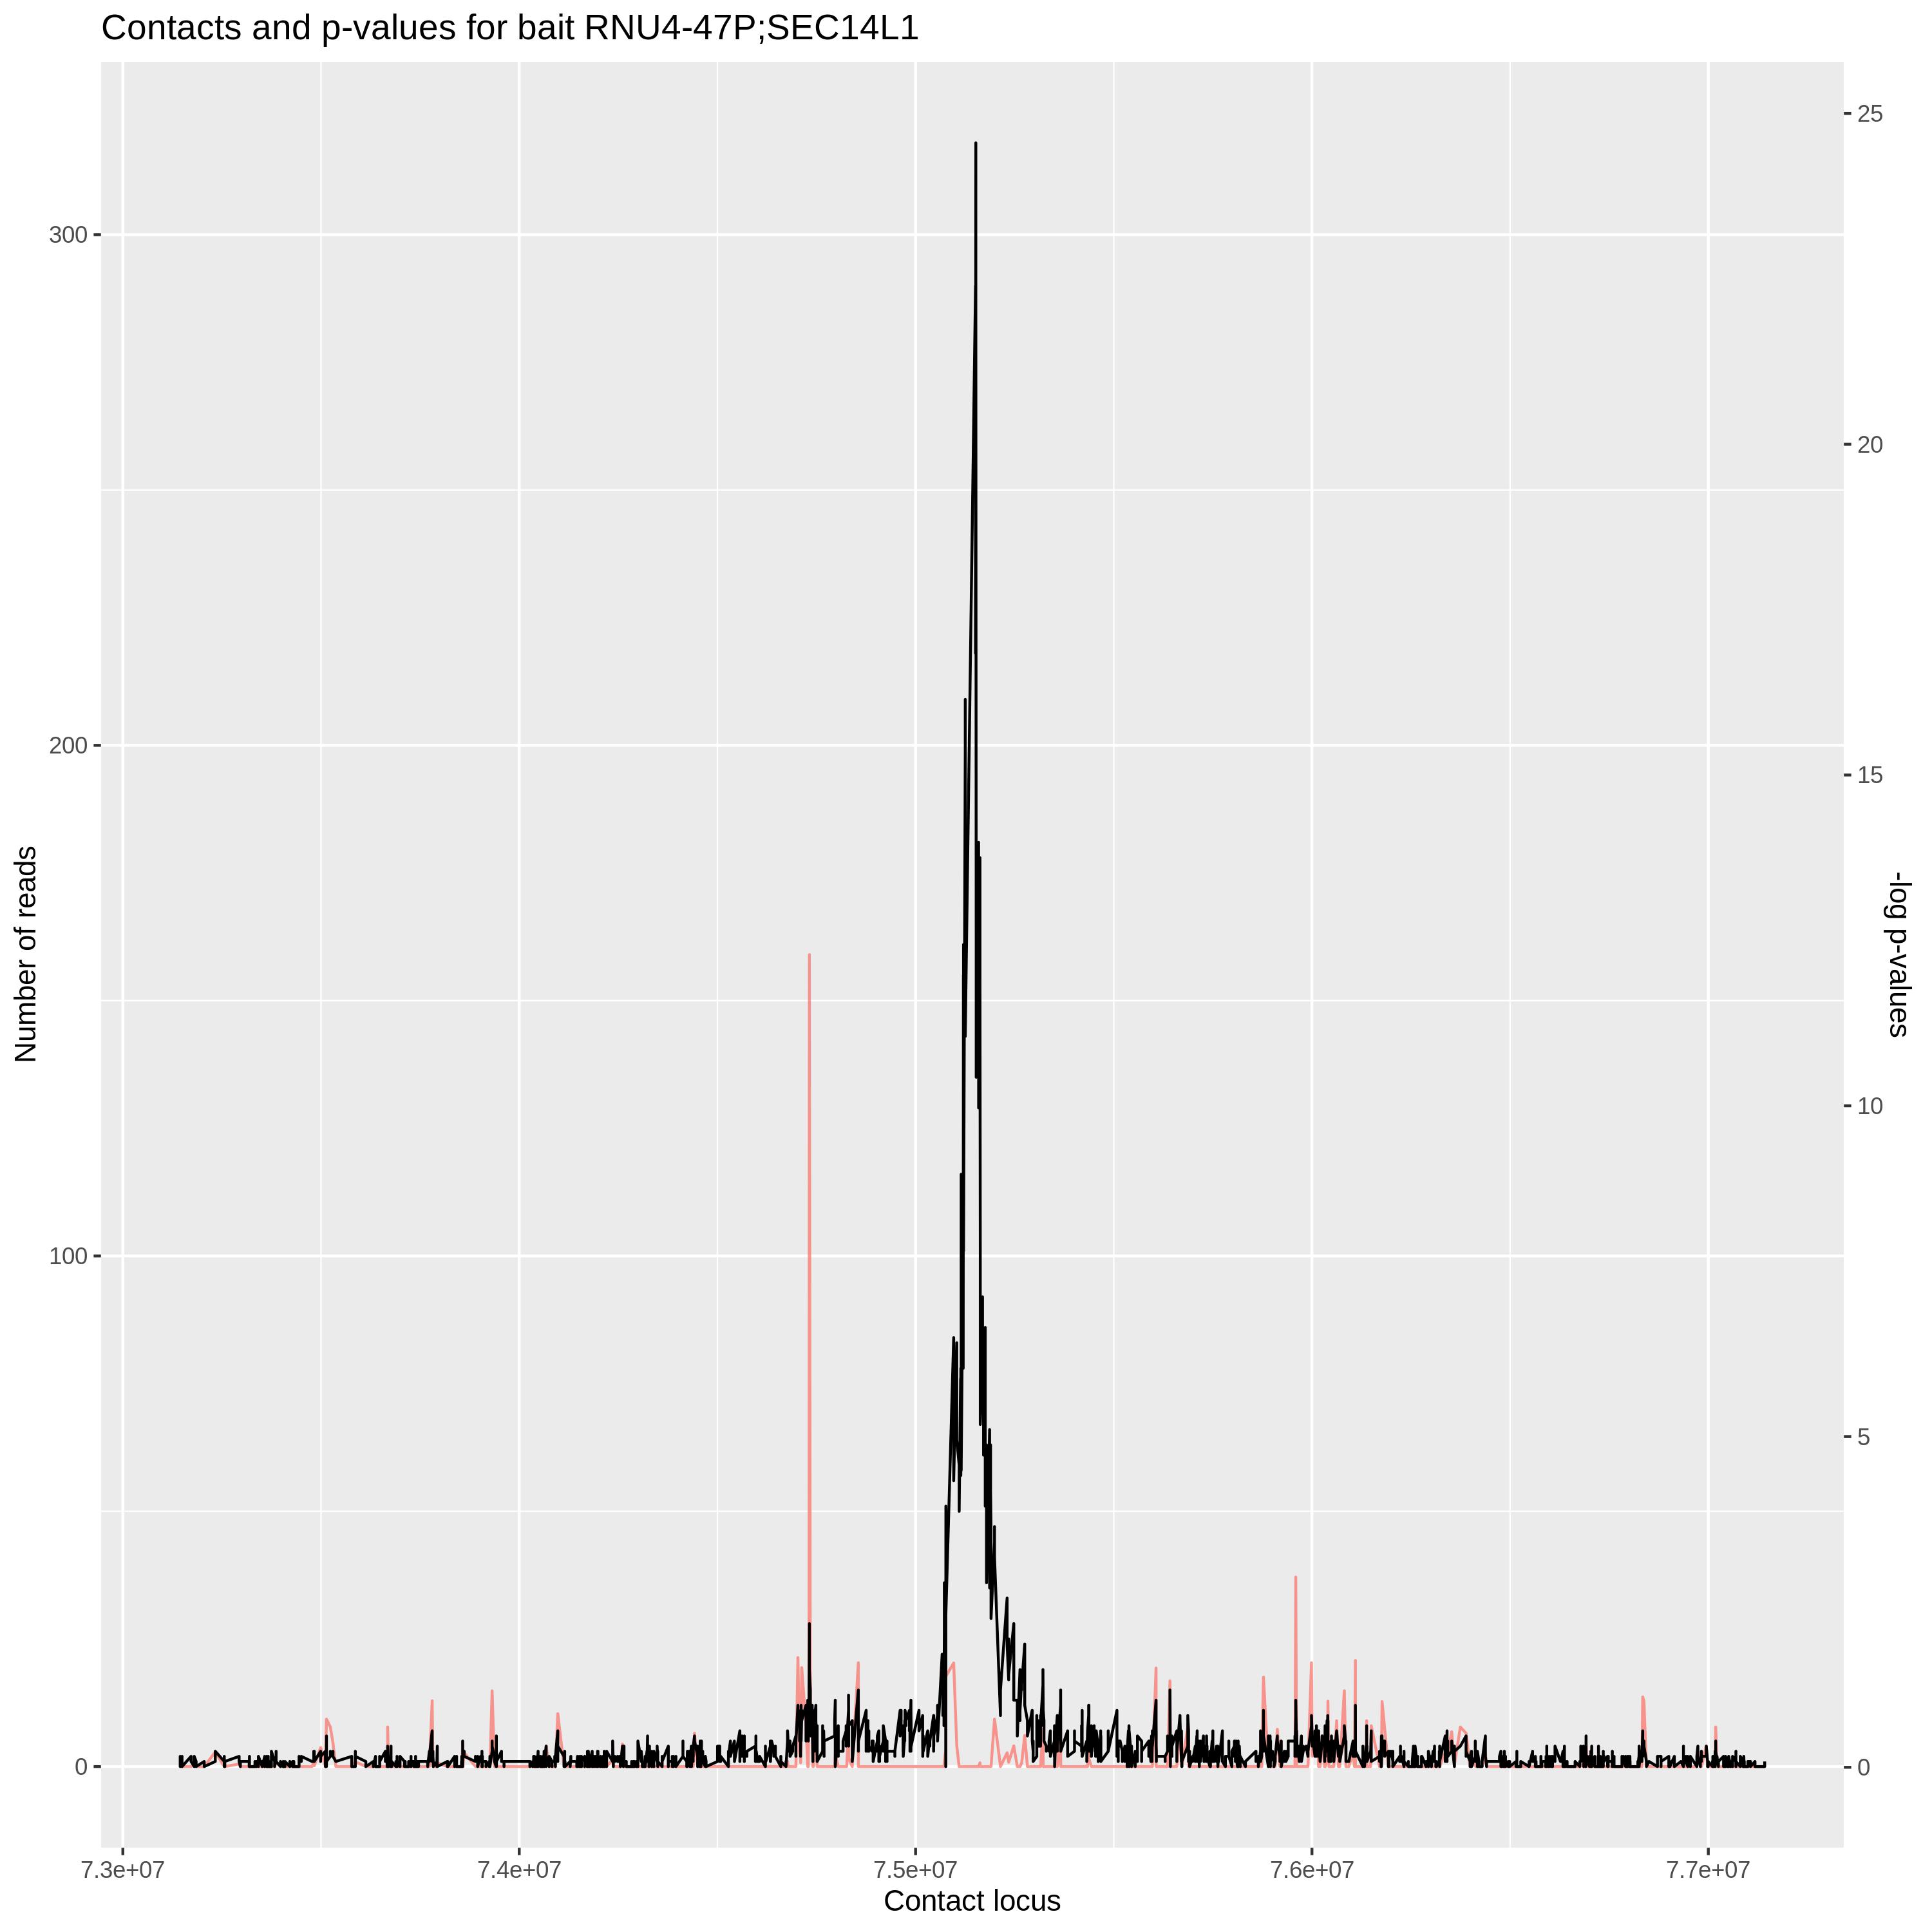 Contacts and p-values for bait RNU4-47P;SEC14L1
300
200
100
0
Number of reads
25
20
15
10
5
0
-log p-values
7.3e+07
7.4e+07
7.5e+07
7.6e+07
7.7e+07
Contact locus